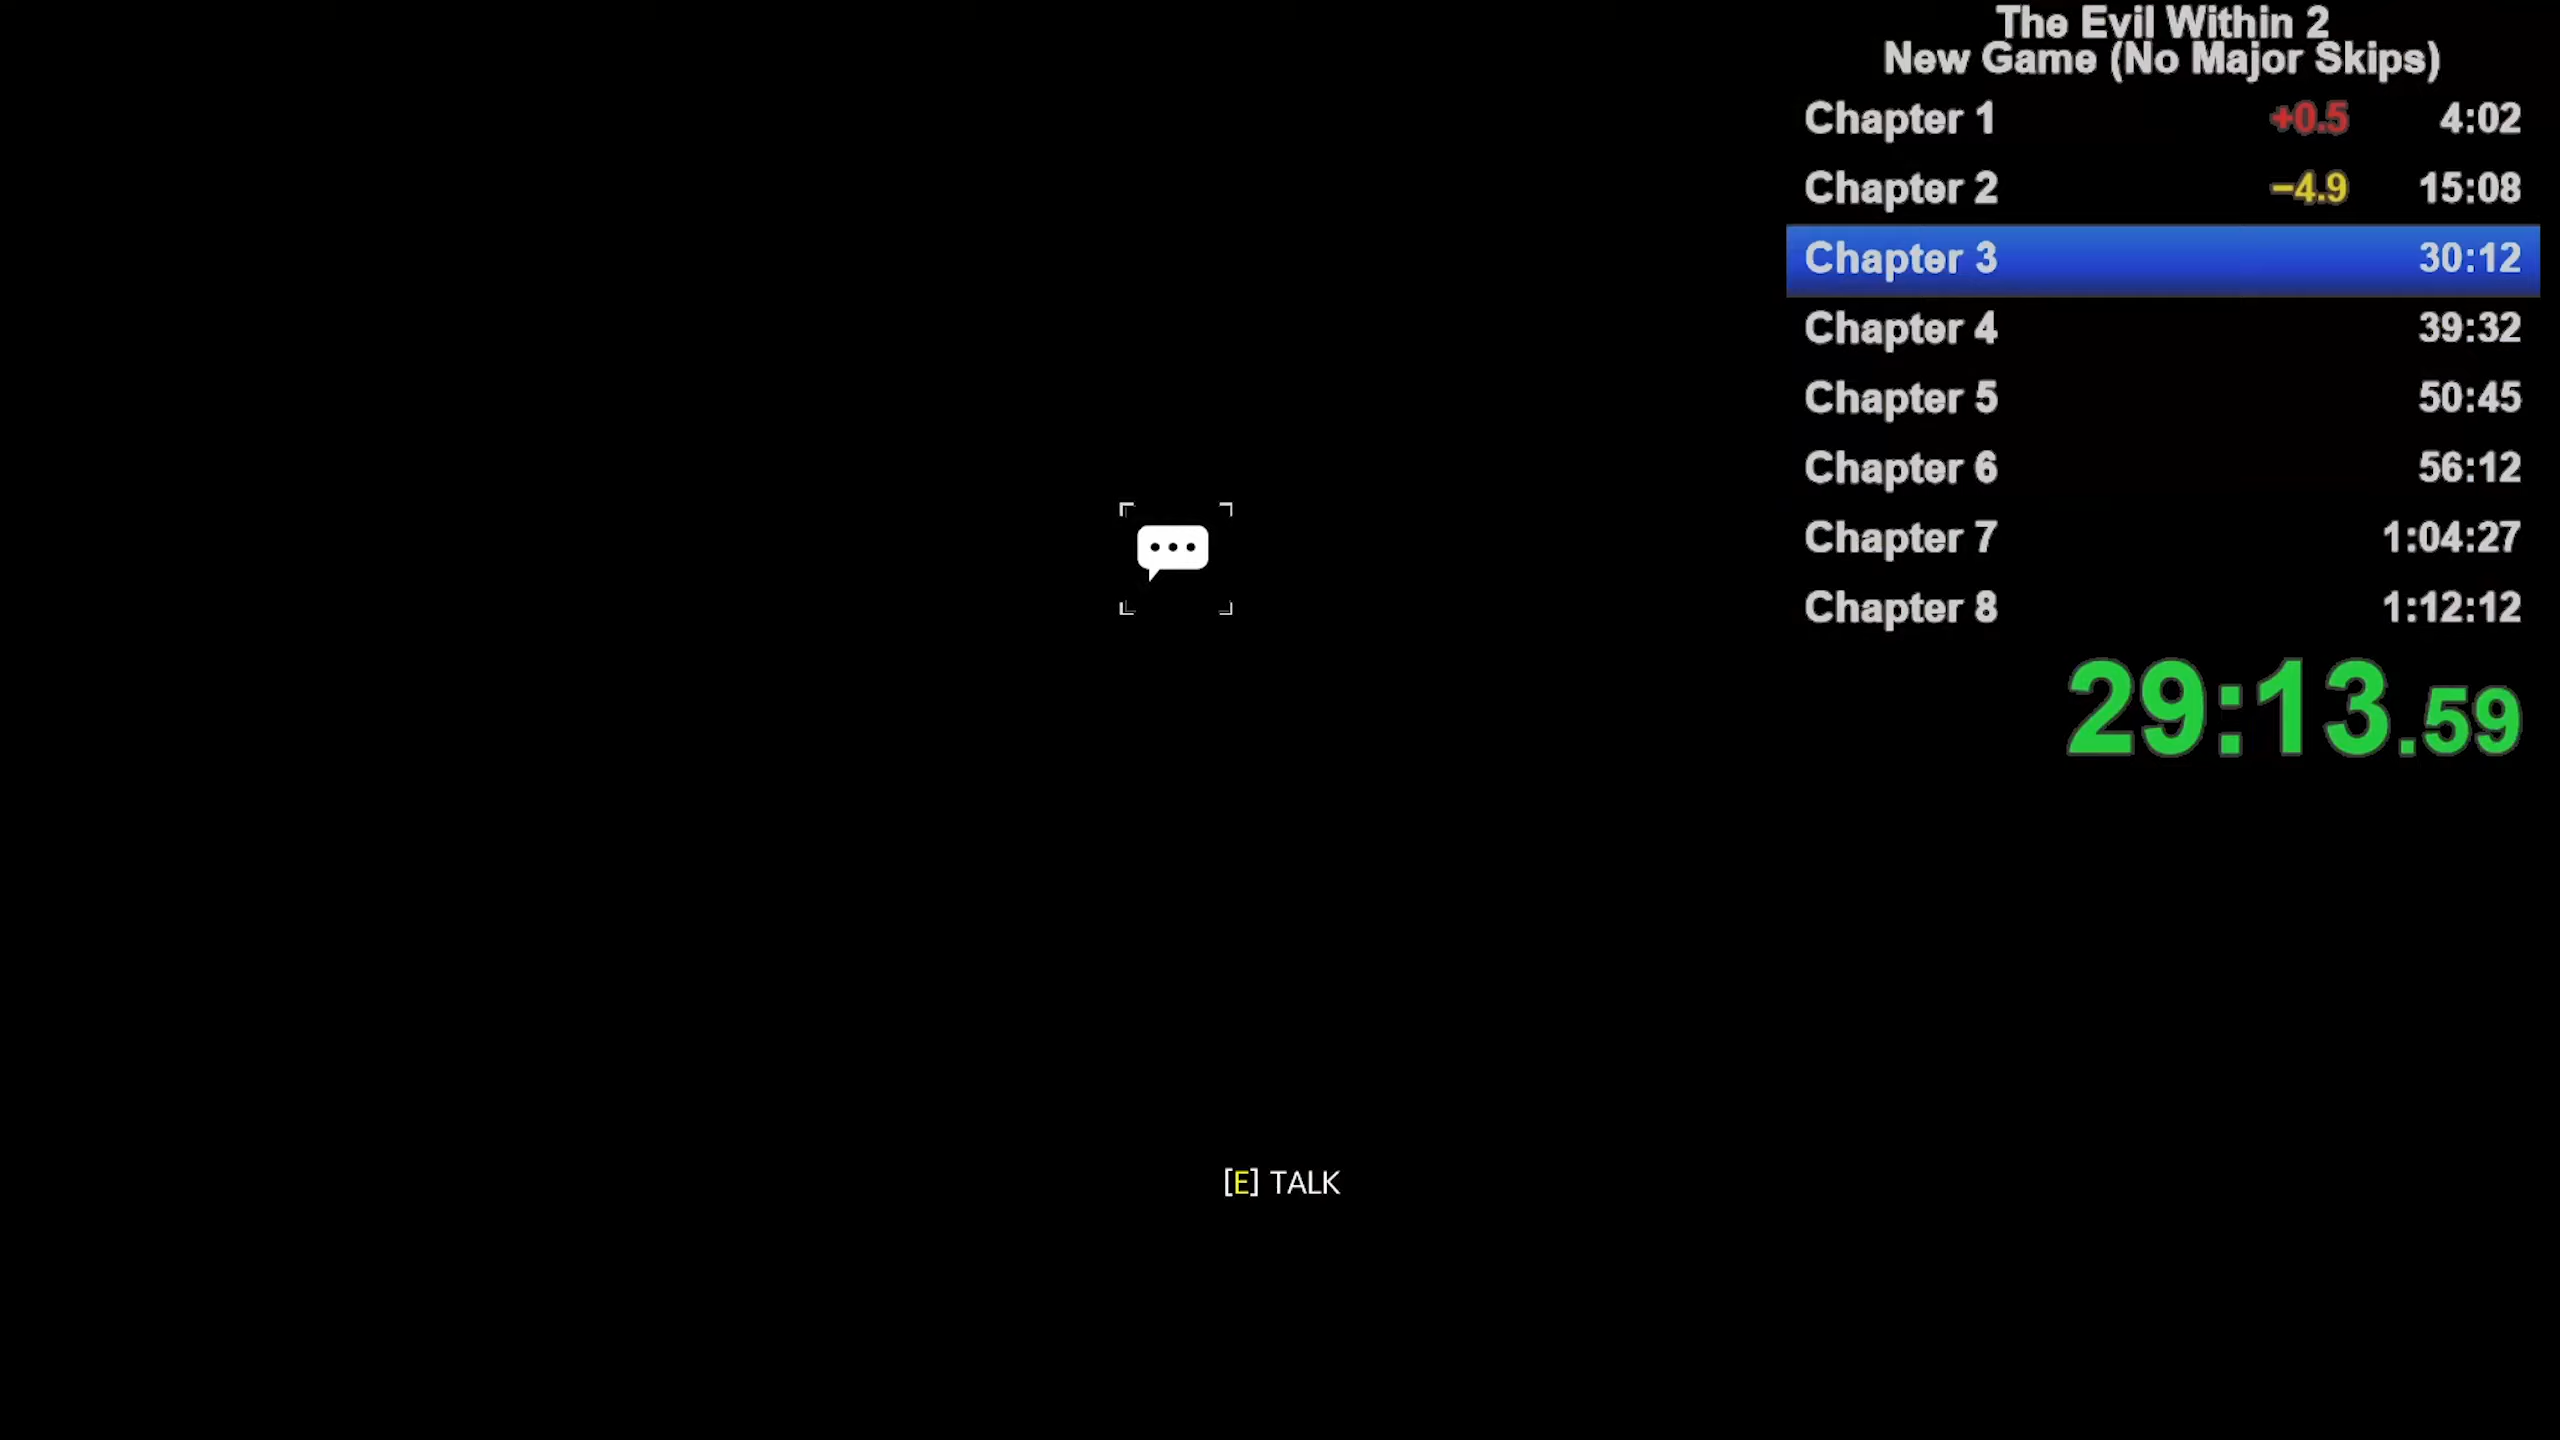 The Evil Within 2
New Game (No Major Skips)
Chapter 1 +0.5 4:02
Chapter 2 −4.9 15:08
Chapter 3 30:12
Chapter 4 39:32
Chapter 5 50:45
Chapter 6 56:12
Chapter 7 1:04:27
Chapter 8 1:12:12
29:13.59
[E] TALK